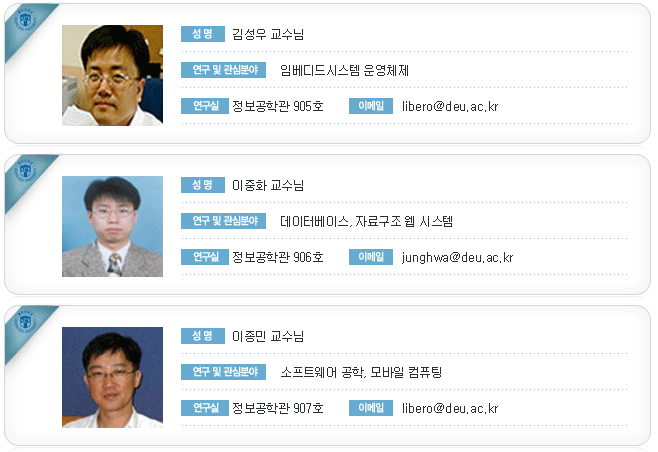 성 명 김성우 교수님
연구 및 관심분야 임베디드시스템 운영체제
연구실 정보공학관 905호 이메일 libero@deu.ac.kr
성 명 이중화 교수님
연구 및 관심분야 데이터베이스, 자료구조 웹 시스템
연구실 정보공학관 906호 이메일 junghwa@deu.ac.kr
성 명 이종민 교수님
연구 및 관심분야 소프트웨어 공학, 모바일 컴퓨팅
연구실 정보공학관 907호 이메일 libero@deu.ac.kr